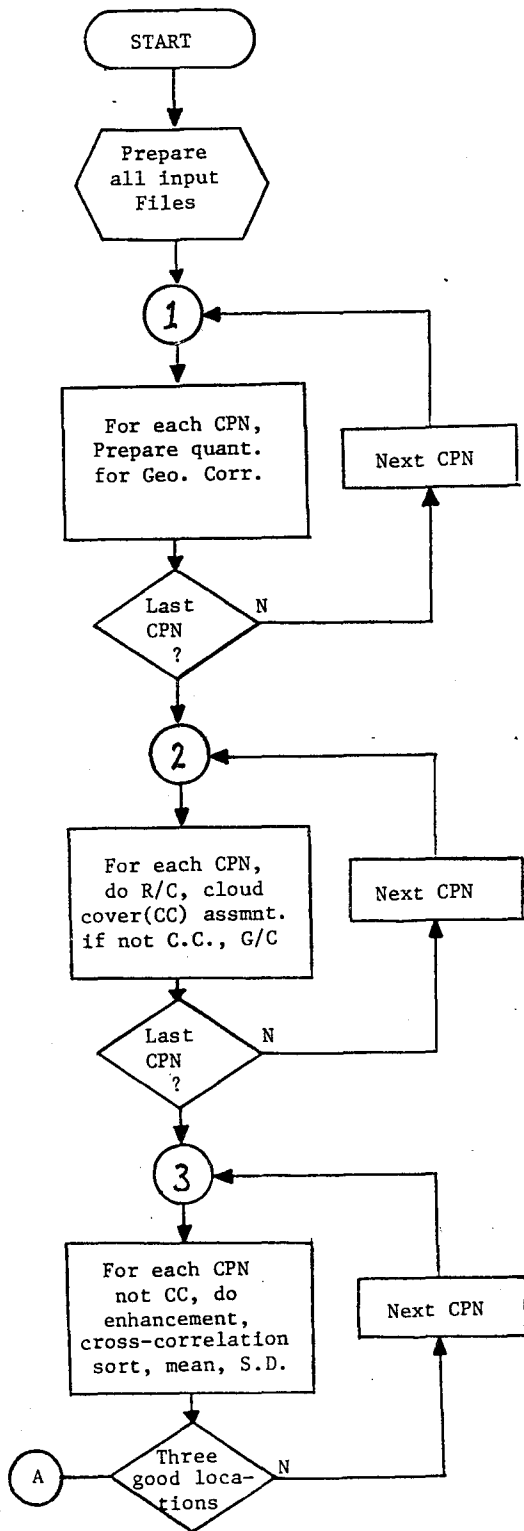 START
Prepare
all input
Files
1
For each CPN,
Prepare quant.
for Geo. Corr.
Next CPN
Last
CPN
?
N
2
For each CPN,
do R/C, cloud
cover(CC) assmnt.
if not C.C., G/C
Next CPN
Last
CPN
?
N
3
For each CPN
not CC, do
enhancement,
cross-correlation
sort, mean, S.D.
Next CPN
A
Three
good loca-
tions
N